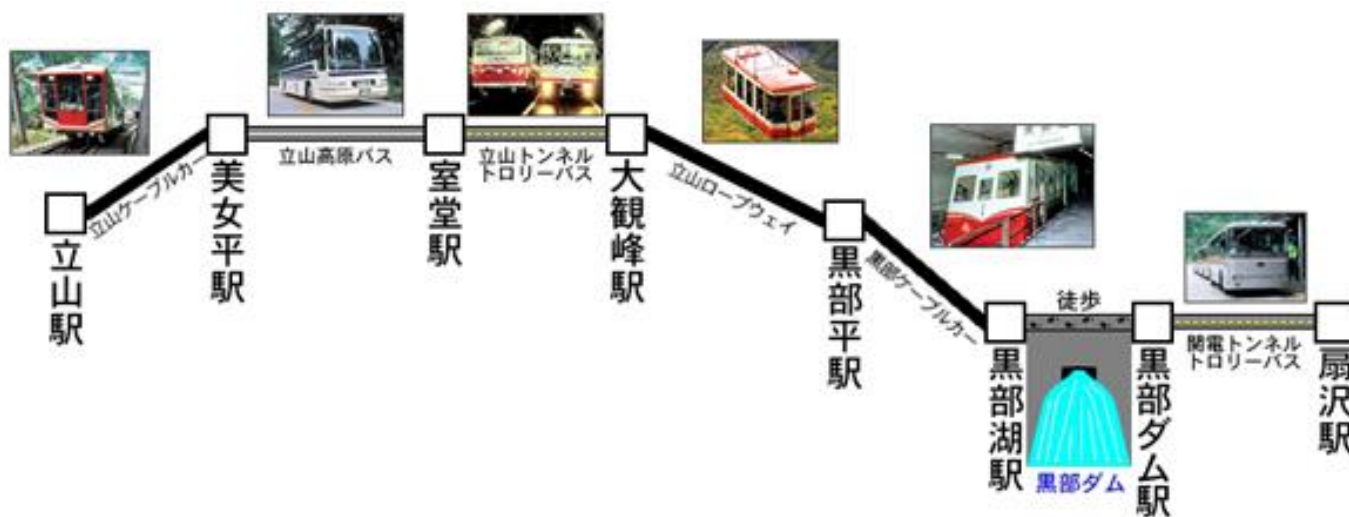 立山駅
立山ケーブルカー
美女平駅
立山高原バス
室堂駅
立山トンネル
トロリーバス
大観峰駅
立山ロープウェイ
黒部平駅
黒部ケーブルカー
黒部湖駅
徒歩
黒部ダム
黒部ダム駅
関電トンネル
トロリーバス
扇沢駅